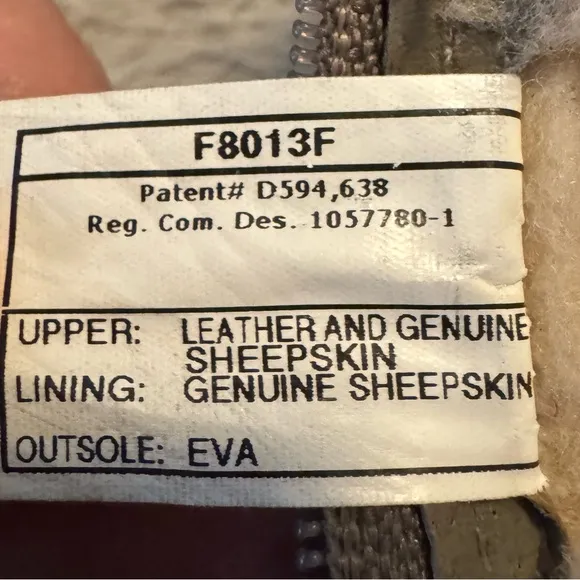 F8013F
Patent# D594,638
Reg. Com. Des. 1057780-1
UPPER: LEATHER AND GENUINE
SHEEPSKIN
LINING: GENUINE SHEEPSKIN
OUTSOLE: EVA